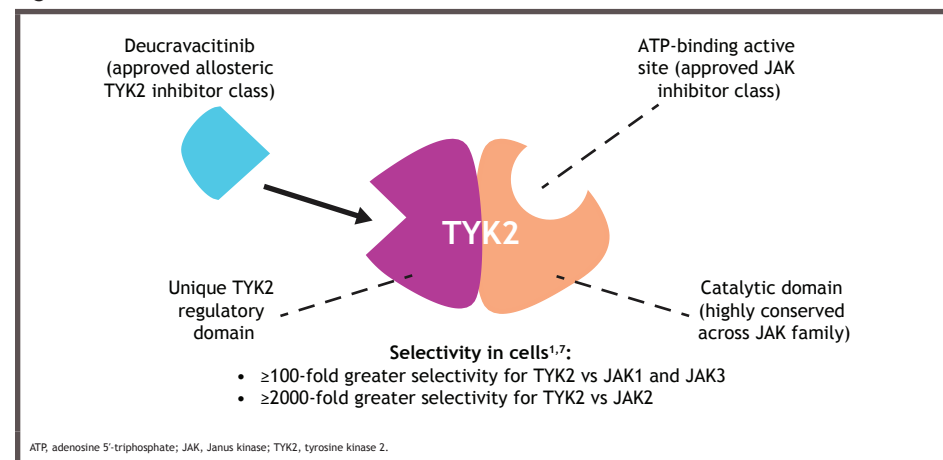 Deucravacitinib
(approved allosteric
TYK2 inhibitor class)
ATP-binding active
site (approved JAK
inhibitor class)
TYK2
Unique TYK2
regulatory
domain
Catalytic domain
(highly conserved
across JAK family)
Selectivity in cells¹,⁷:
• ≥100-fold greater selectivity for TYK2 vs JAK1 and JAK3
• ≥2000-fold greater selectivity for TYK2 vs JAK2
ATP, adenosine 5'-triphosphate; JAK, Janus kinase; TYK2, tyrosine kinase 2.